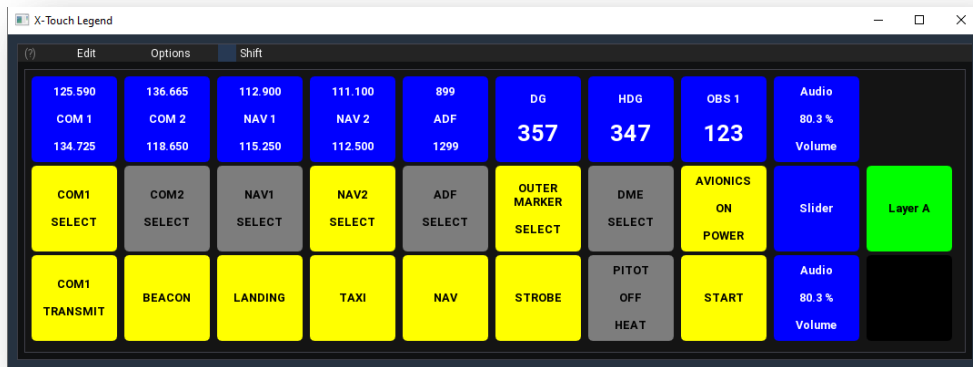 X-Touch Legend
(?) Edit Options Shift
125.590
COM 1
134.725
136.665
COM 2
118.650
112.900
NAV 1
115.250
111.100
NAV 2
112.500
899
ADF
1299
DG
357
HDG
347
OBS 1
123
Audio
80.3 %
Volume
COM1
SELECT
COM2
SELECT
NAV1
SELECT
NAV2
SELECT
ADF
SELECT
OUTER
MARKER
SELECT
DME
SELECT
AVIONICS
ON
POWER
Slider
Layer A
COM1
TRANSMIT
BEACON
LANDING
TAXI
NAV
STROBE
PITOT
OFF
HEAT
START
Audio
80.3 %
Volume